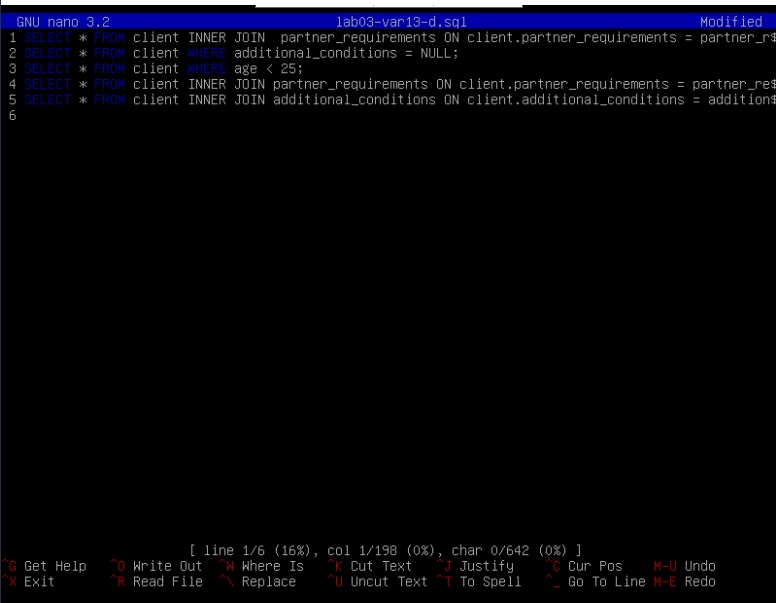 GNU nano 3.2 lab03-var13-d.sql Modified
1 SELECT * FROM client INNER JOIN  partner_requirements ON client.partner_requirements = partner_r$
2 SELECT * FROM client WHERE additional_conditions = NULL;
3 SELECT * FROM client WHERE age < 25;
4 SELECT * FROM client INNER JOIN partner_requirements ON client.partner_requirements = partner_re$
5 SELECT * FROM client INNER JOIN additional_conditions ON client.additional_conditions = addition$
6
[ line 1/6 (16%), col 1/198 (0%), char 0/642 (0%) ]
^G Get Help ^O Write Out ^W Where Is ^K Cut Text ^J Justify ^C Cur Pos M-U Undo
^X Exit ^R Read File ^\ Replace ^U Uncut Text ^T To Spell ^_ Go To Line M-E Redo